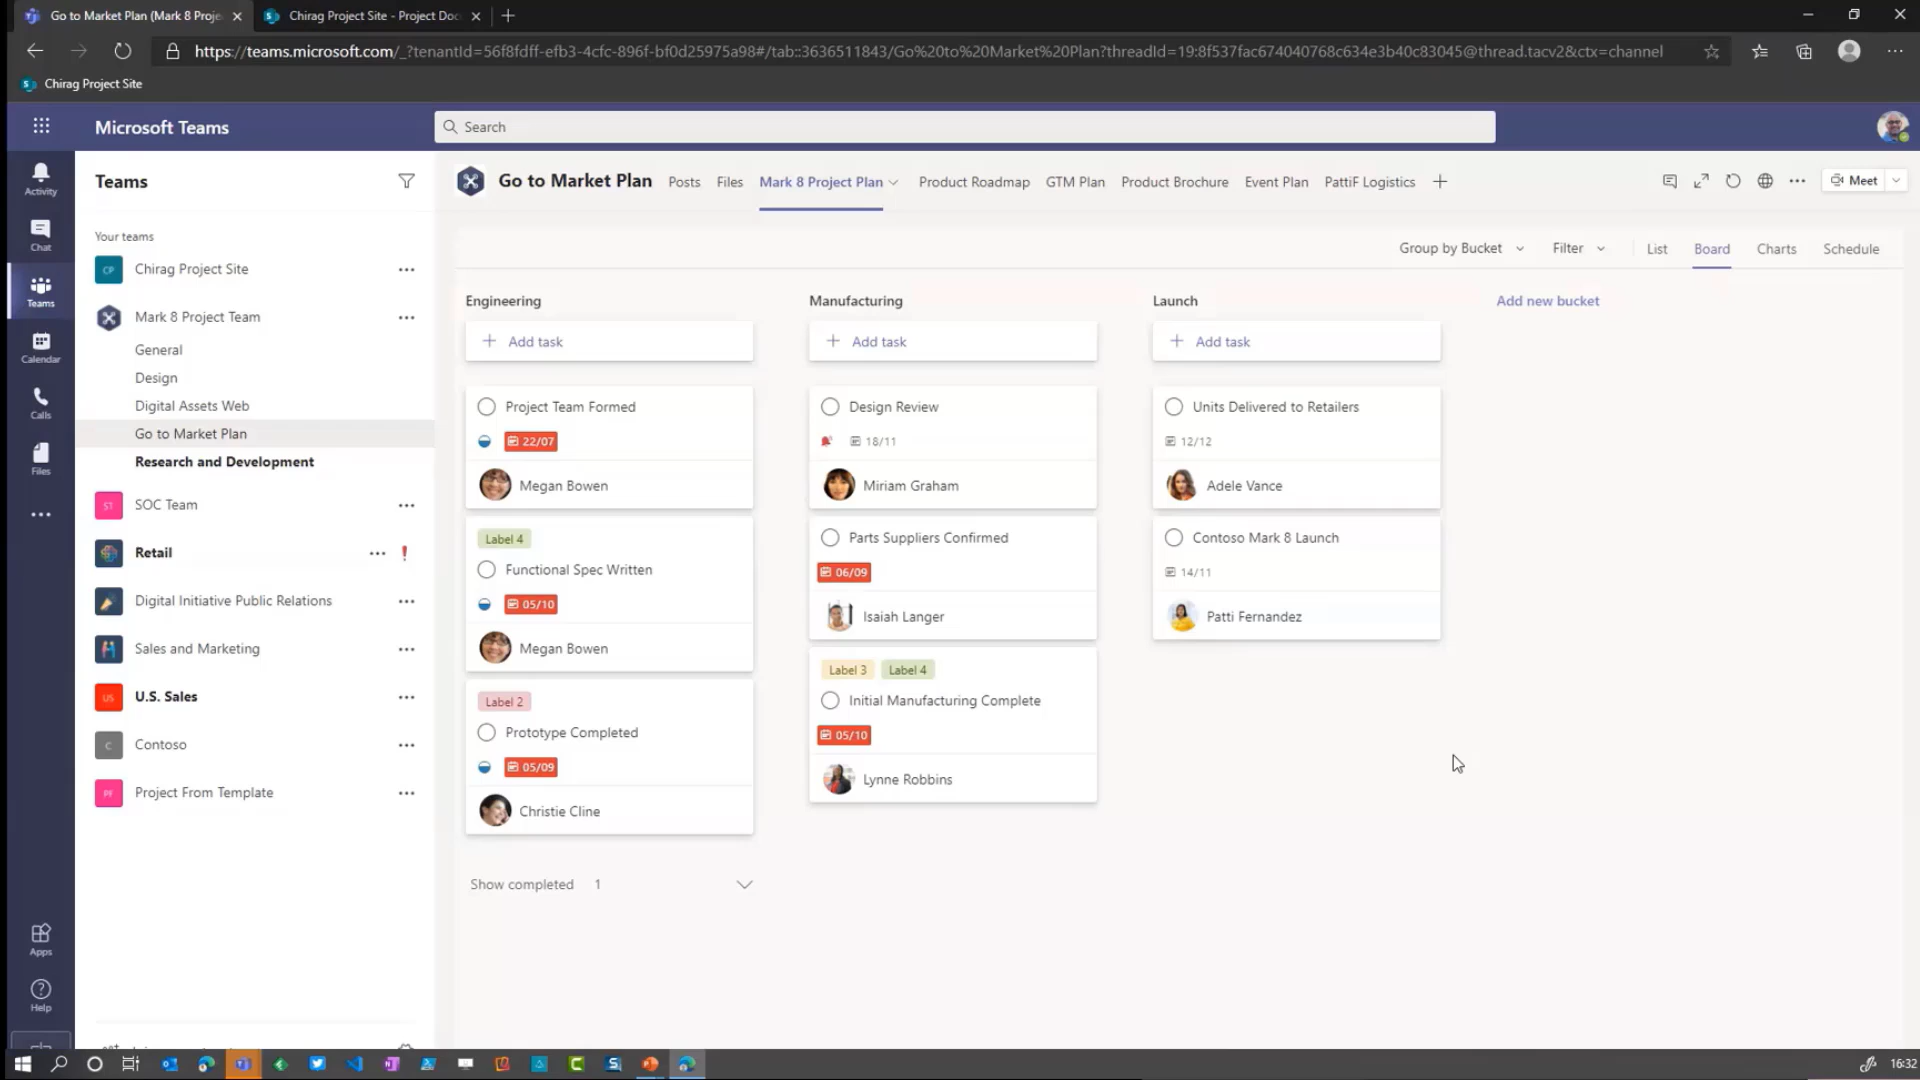 Go to Market Plan (Mark 8 Proje
Chirag Project Site - Project Doc
https://teams.microsoft.com/_?tenantId=56f8fdff-efb3-4cfc-896f-bf0d25975a98#/tab::3636511843/Go%20to%20Market%20Plan?threadId=19:8f537fac674040768c634e3b40c83045@thread.tacv2&ctx=channel
Chirag Project Site
Microsoft Teams
Search
Activity
Chat
Teams
Calendar
Calls
Files
Apps
Help
Teams
Your teams
CP Chirag Project Site
Mark 8 Project Team
General
Design
Digital Assets Web
Go to Market Plan
Research and Development
ST SOC Team
Retail
Digital Initiative Public Relations
Sales and Marketing
US U.S. Sales
C Contoso
PF Project From Template
Go to Market Plan Posts Files Mark 8 Project Plan Product Roadmap GTM Plan Product Brochure Event Plan PattiF Logistics
Meet
Group by Bucket Filter List Board Charts Schedule
Engineering
Add task
Project Team Formed
22/07
Megan Bowen
Label 4
Functional Spec Written
05/10
Megan Bowen
Label 2
Prototype Completed
05/09
Christie Cline
Show completed 1
Manufacturing
Add task
Design Review
18/11
Miriam Graham
Parts Suppliers Confirmed
06/09
Isaiah Langer
Label 3 Label 4
Initial Manufacturing Complete
05/10
Lynne Robbins
Launch
Add task
Units Delivered to Retailers
12/12
Adele Vance
Contoso Mark 8 Launch
14/11
Patti Fernandez
Add new bucket
16:32